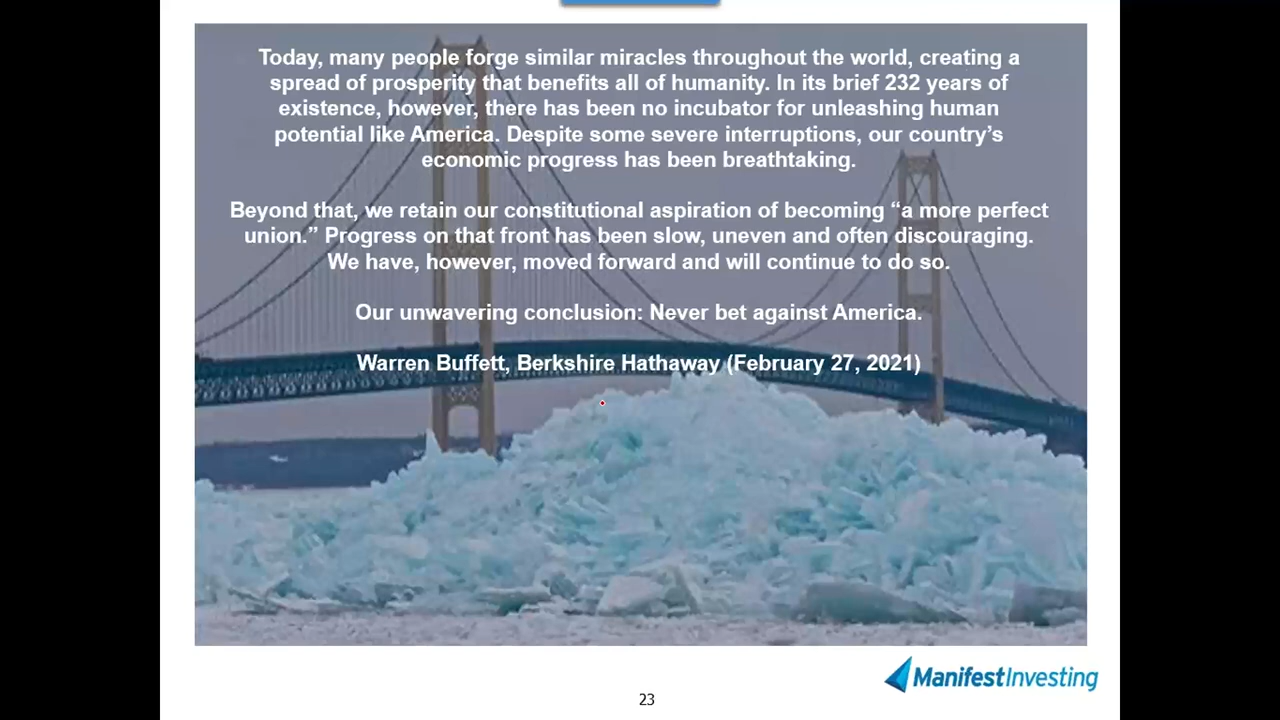 Today, many people forge similar miracles throughout the world, creating a
spread of prosperity that benefits all of humanity. In its brief 232 years of
existence, however, there has been no incubator for unleashing human
potential like America. Despite some severe interruptions, our country’s
economic progress has been breathtaking.
Beyond that, we retain our constitutional aspiration of becoming “a more perfect
union.” Progress on that front has been slow, uneven and often discouraging.
We have, however, moved forward and will continue to do so.
Our unwavering conclusion: Never bet against America.
Warren Buffett, Berkshire Hathaway (February 27, 2021)
ManifestInvesting
23